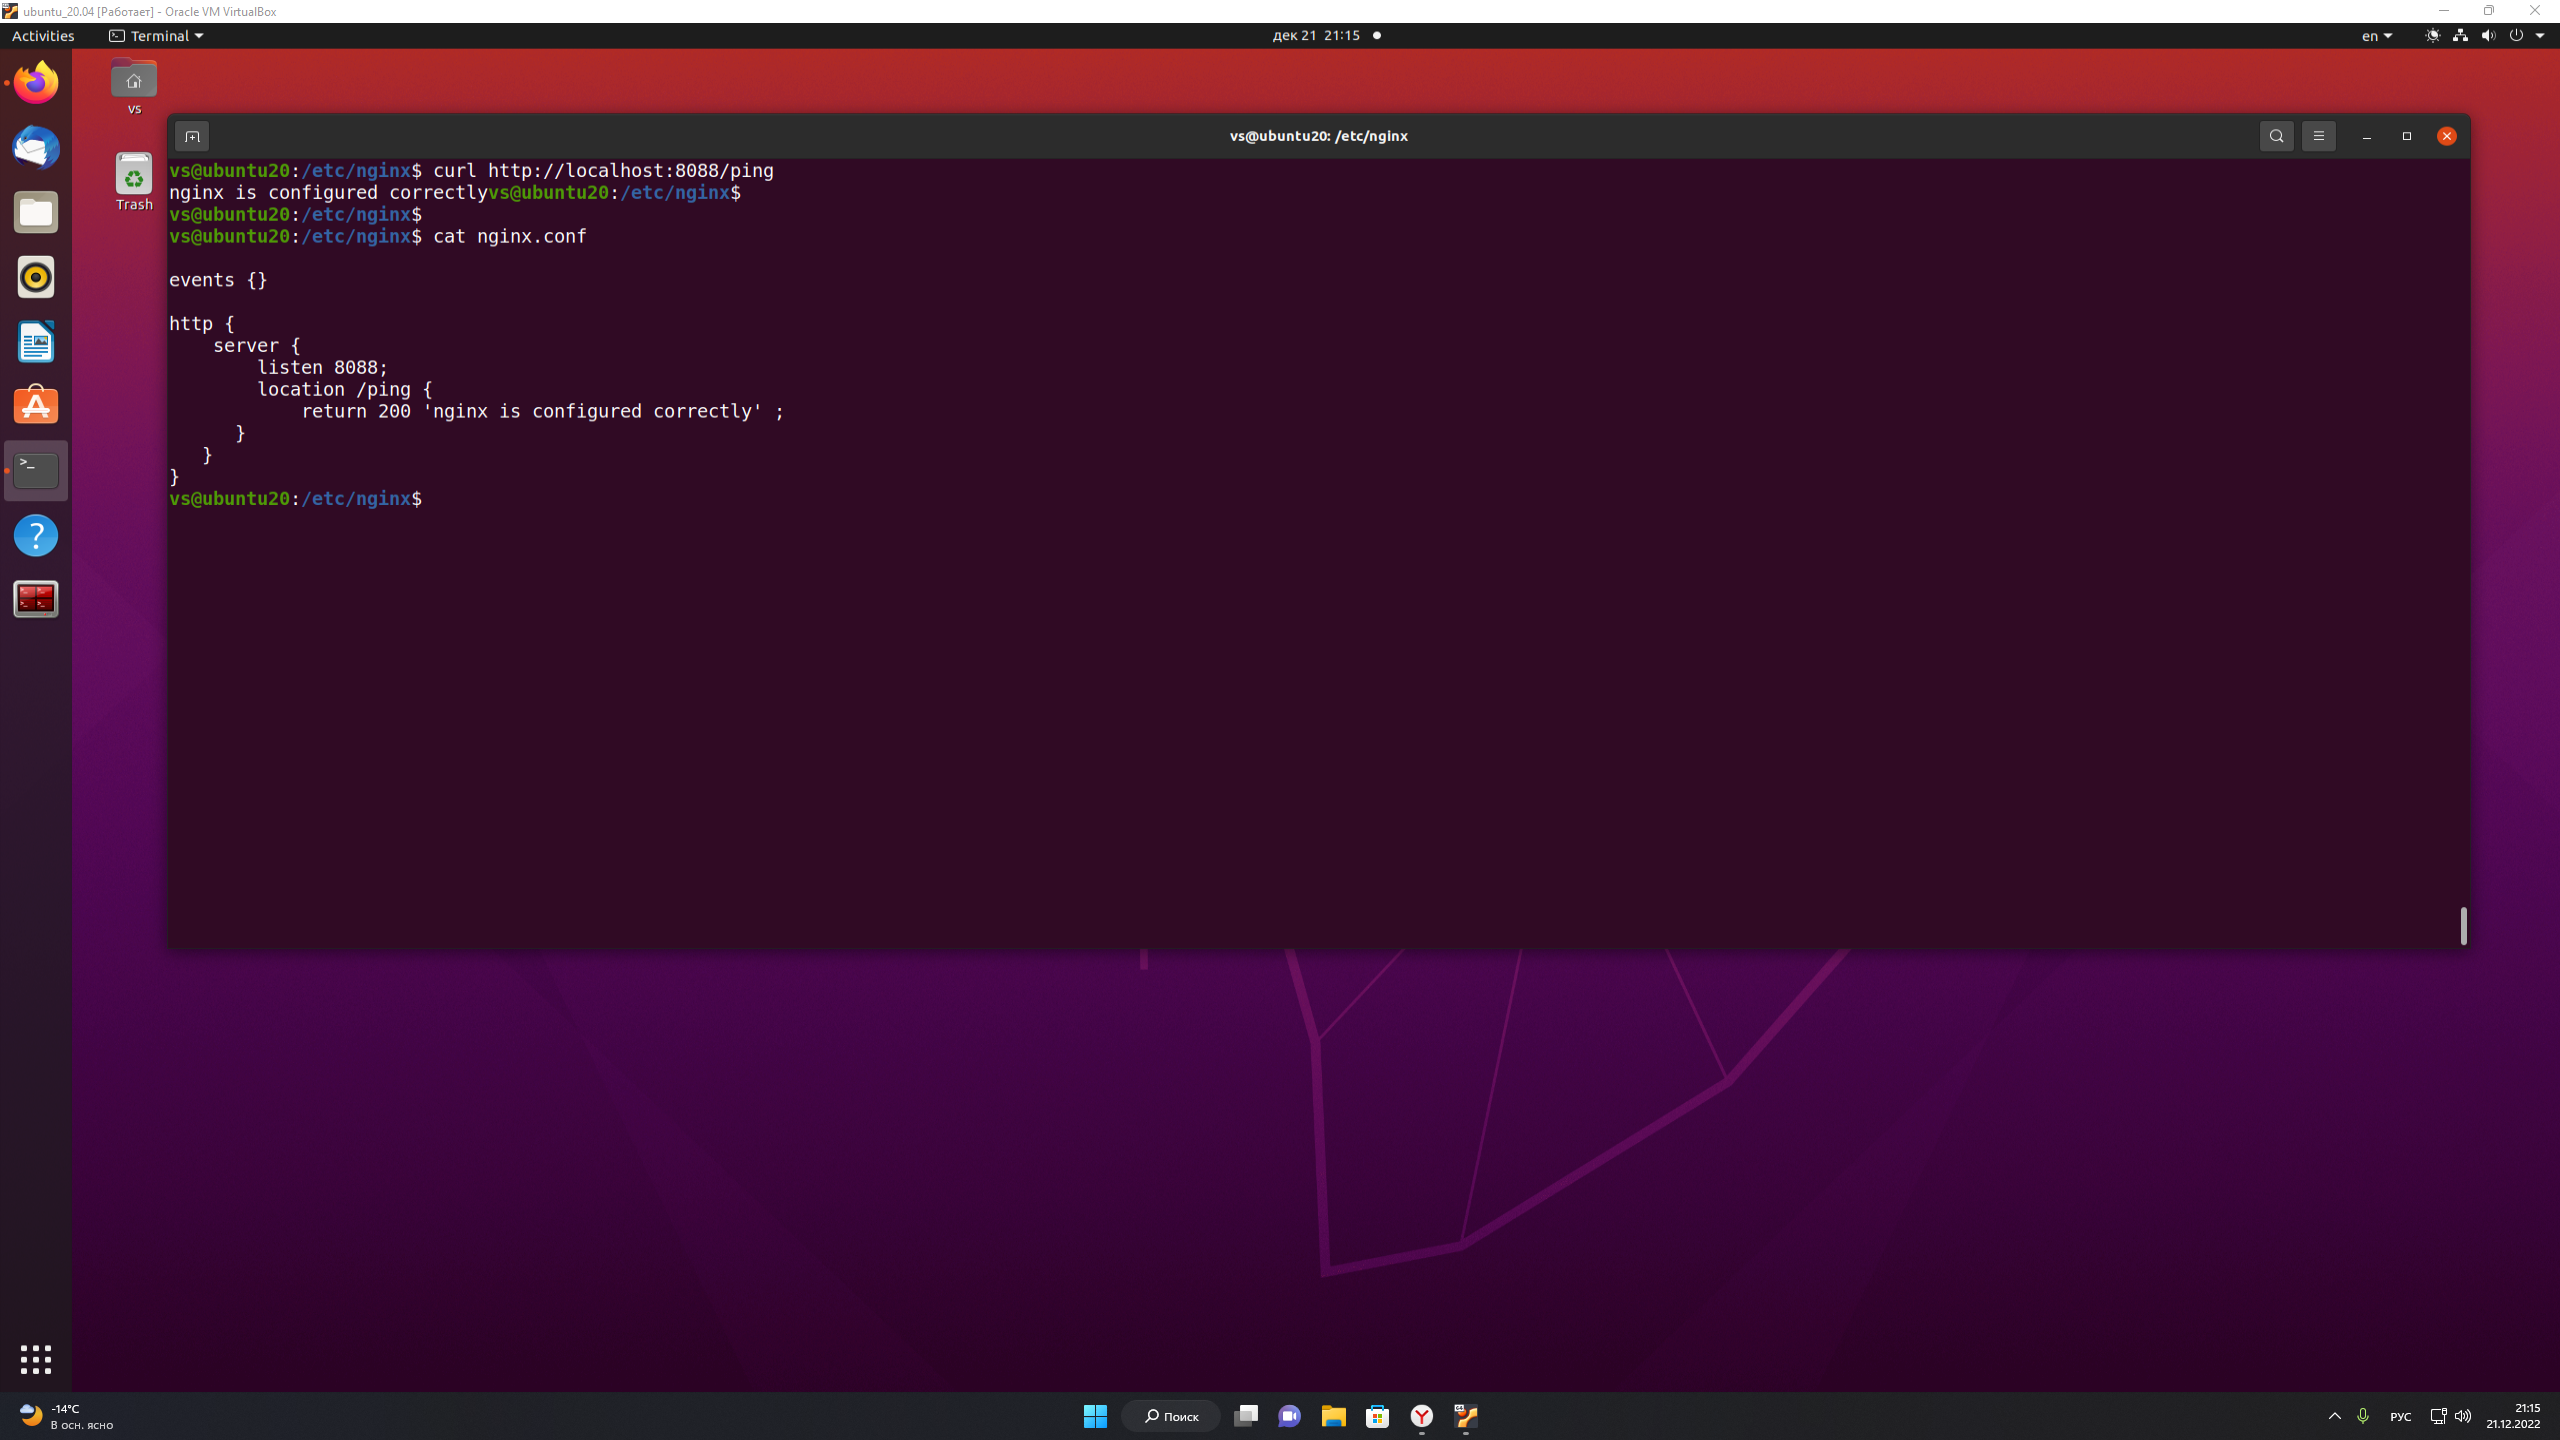 ubuntu_20.04 [Работает] - Oracle VM VirtualBox
Activities Terminal дек 21 21:15 en
vs
Trash
vs@ubuntu20: /etc/nginx
vs@ubuntu20:/etc/nginx$ curl http://localhost:8088/ping
nginx is configured correctlyvs@ubuntu20:/etc/nginx$
vs@ubuntu20:/etc/nginx$
vs@ubuntu20:/etc/nginx$ cat nginx.conf
events {}
http {
    server {
        listen 8088;
        location /ping {
            return 200 'nginx is configured correctly' ;
      }
   }
}
vs@ubuntu20:/etc/nginx$
-14°C
В осн. ясно
Поиск
РУС
21:15
21.12.2022